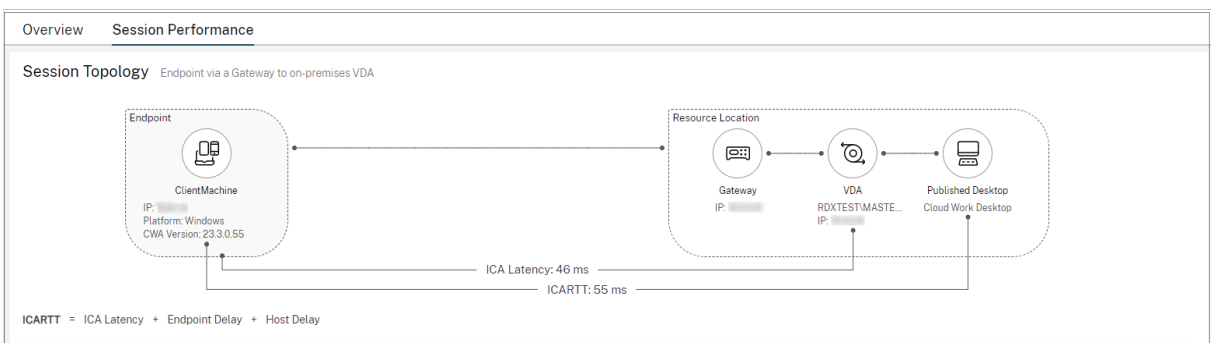 Overview Session Performance
Session Topology Endpoint via a Gateway to on-premises VDA
Endpoint
Resource Location
ClientMachine
IP:
Platform: Windows
CWA Version: 23.3.0.55
Gateway
IP:
VDA
RDXTEST\MASTE...
IP:
Published Desktop
Cloud Work Desktop
ICA Latency: 46 ms
ICARTT: 55 ms
ICARTT = ICA Latency + Endpoint Delay + Host Delay